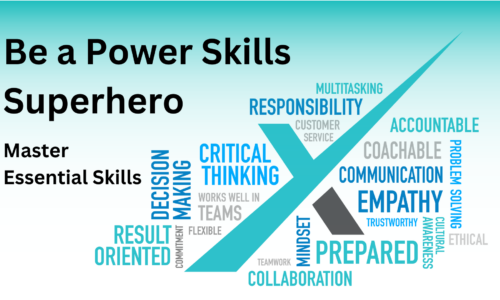 Be a Power Skills
Superhero
Master
Essential Skills
MULTITASKING
RESPONSIBILITY
CUSTOMER
SERVICE
ACCOUNTABLE
DECISION
MAKING
CRITICAL
THINKING
COACHABLE
PROBLEM SOLVING
COMMUNICATION
WORKS WELL IN
TEAMS
EMPATHY
TRUSTWORTHY
CULTURAL
AWARENESS
ETHICAL
RESULT
ORIENTED
COMMITMENT
FLEXIBLE
MINDSET
PREPARED
TEAMWORK
COLLABORATION